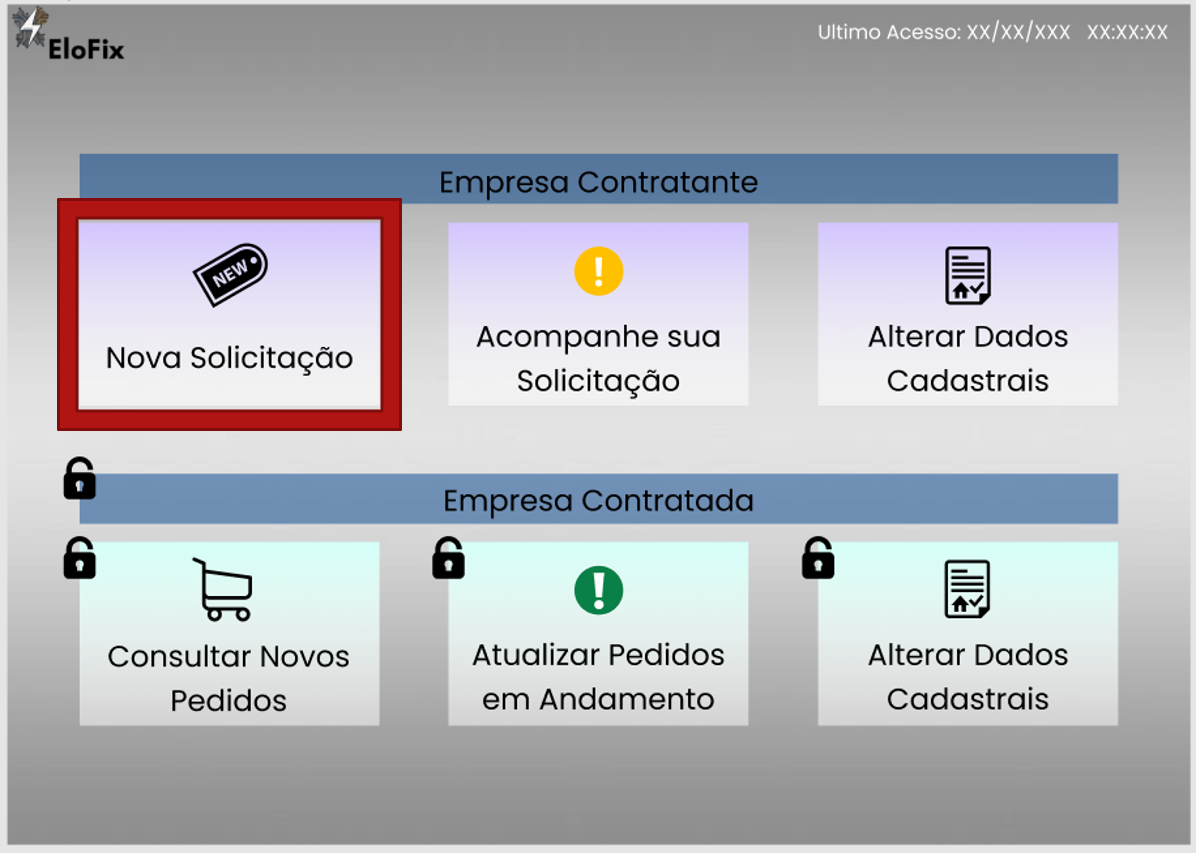 EloFix
Ultimo Acesso: XX/XX/XXX XX:XX:XX
Empresa Contratante
NEW
Nova Solicitação
Acompanhe sua
Solicitação
Alterar Dados
Cadastrais
Empresa Contratada
Consultar Novos
Pedidos
Atualizar Pedidos
em Andamento
Alterar Dados
Cadastrais